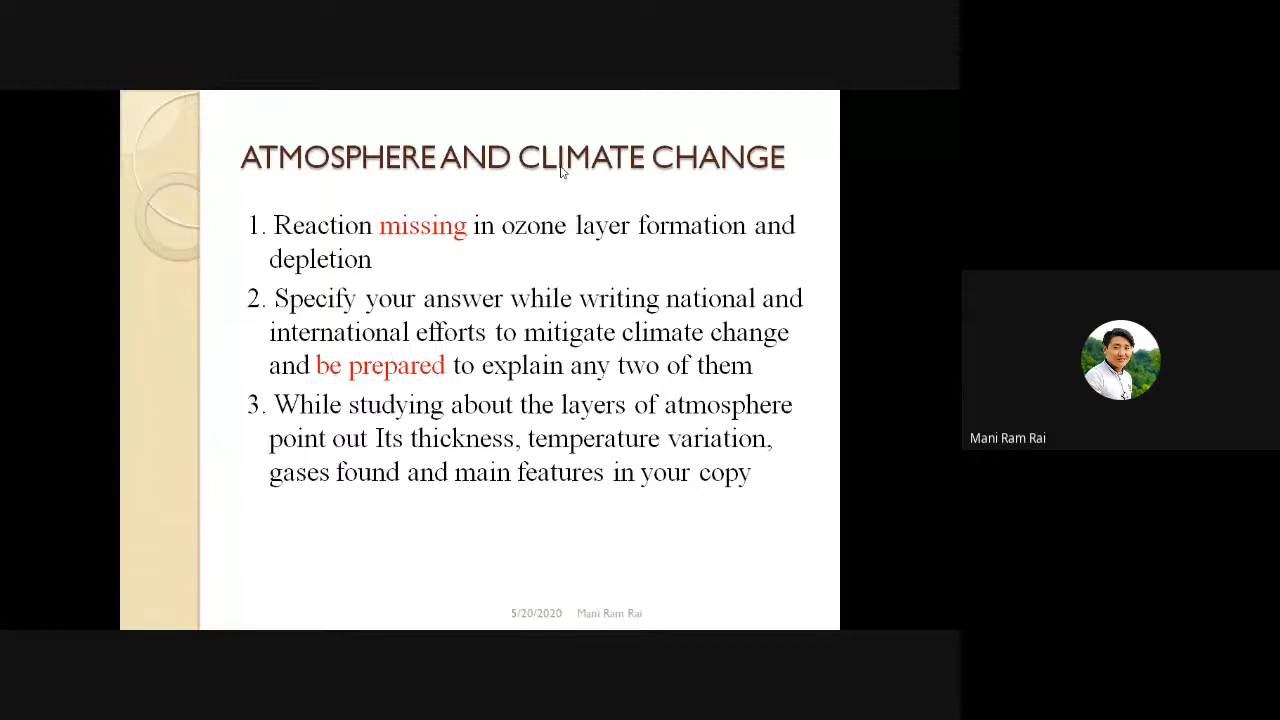 ATMOSPHERE AND CLIMATE CHANGE
1. Reaction missing in ozone layer formation and
depletion
2. Specify your answer while writing national and
international efforts to mitigate climate change
and be prepared to explain any two of them
3. While studying about the layers of atmosphere
point out Its thickness, temperature variation,
gases found and main features in your copy
5/20/2020 Mani Ram Rai
Mani Ram Rai